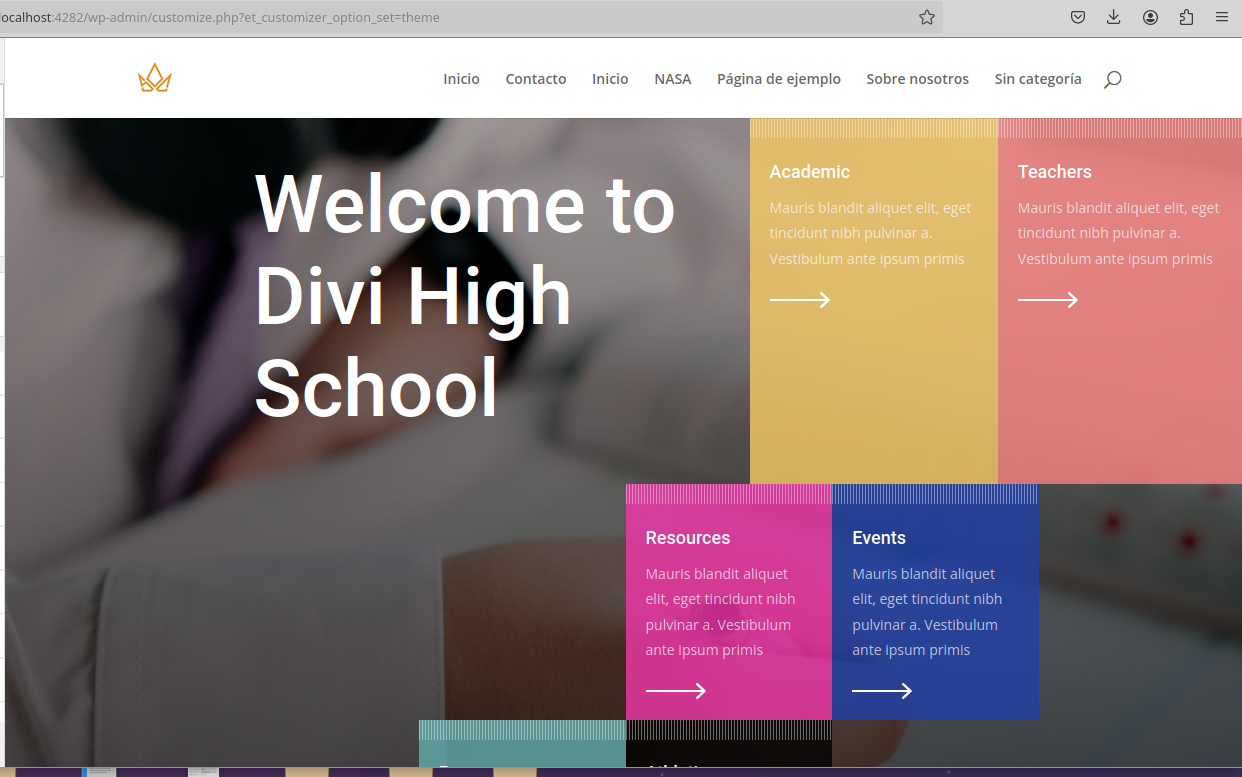 localhost:4282/wp-admin/customize.php?et_customizer_option_set=theme
Inicio Contacto Inicio NASA Página de ejemplo Sobre nosotros Sin categoría
Welcome to
Divi High
School
Academic
Mauris blandit aliquet elit, eget
tincidunt nibh pulvinar a.
Vestibulum ante ipsum primis
Teachers
Mauris blandit aliquet elit, eget
tincidunt nibh pulvinar a.
Vestibulum ante ipsum primis
Resources
Mauris blandit aliquet
elit, eget tincidunt nibh
pulvinar a. Vestibulum
ante ipsum primis
Events
Mauris blandit aliquet
elit, eget tincidunt nibh
pulvinar a. Vestibulum
ante ipsum primis